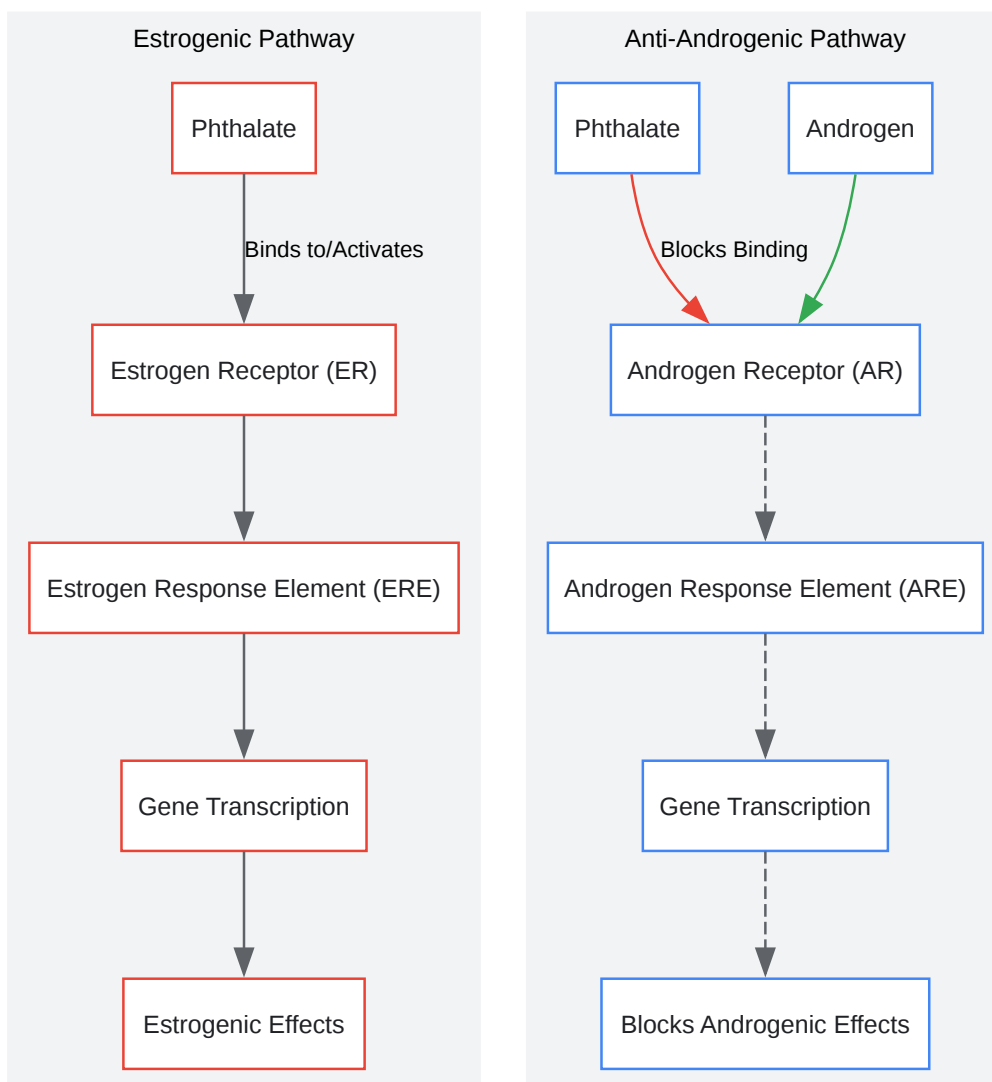 Estrogenic Pathway
Phthalate
Binds to/Activates
Estrogen Receptor (ER)
Estrogen Response Element (ERE)
Gene Transcription
Estrogenic Effects
Anti-Androgenic Pathway
Phthalate
Androgen
Blocks Binding
Androgen Receptor (AR)
Androgen Response Element (ARE)
Gene Transcription
Blocks Androgenic Effects